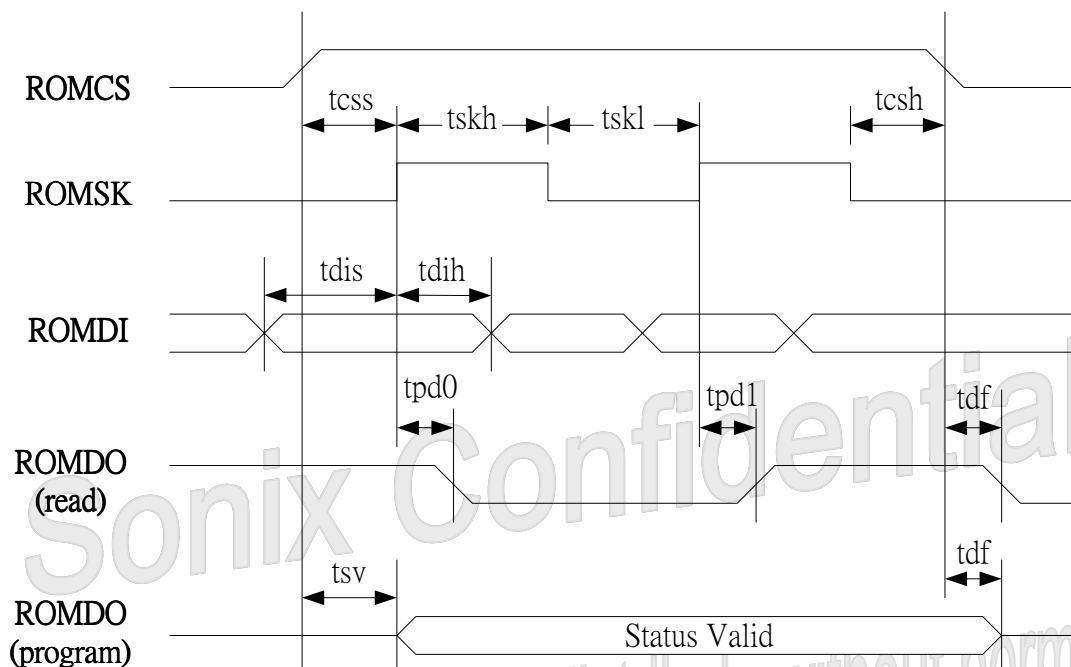 ROMCS
tcss
tskh
tskl
tcsh
ROMSK
tdis
tdih
ROMDI
tpd0
tpd1
tdf
ROMDO
(read)
Sonix Confidential
tsv
tdf
ROMDO
(program)
Status Valid
without